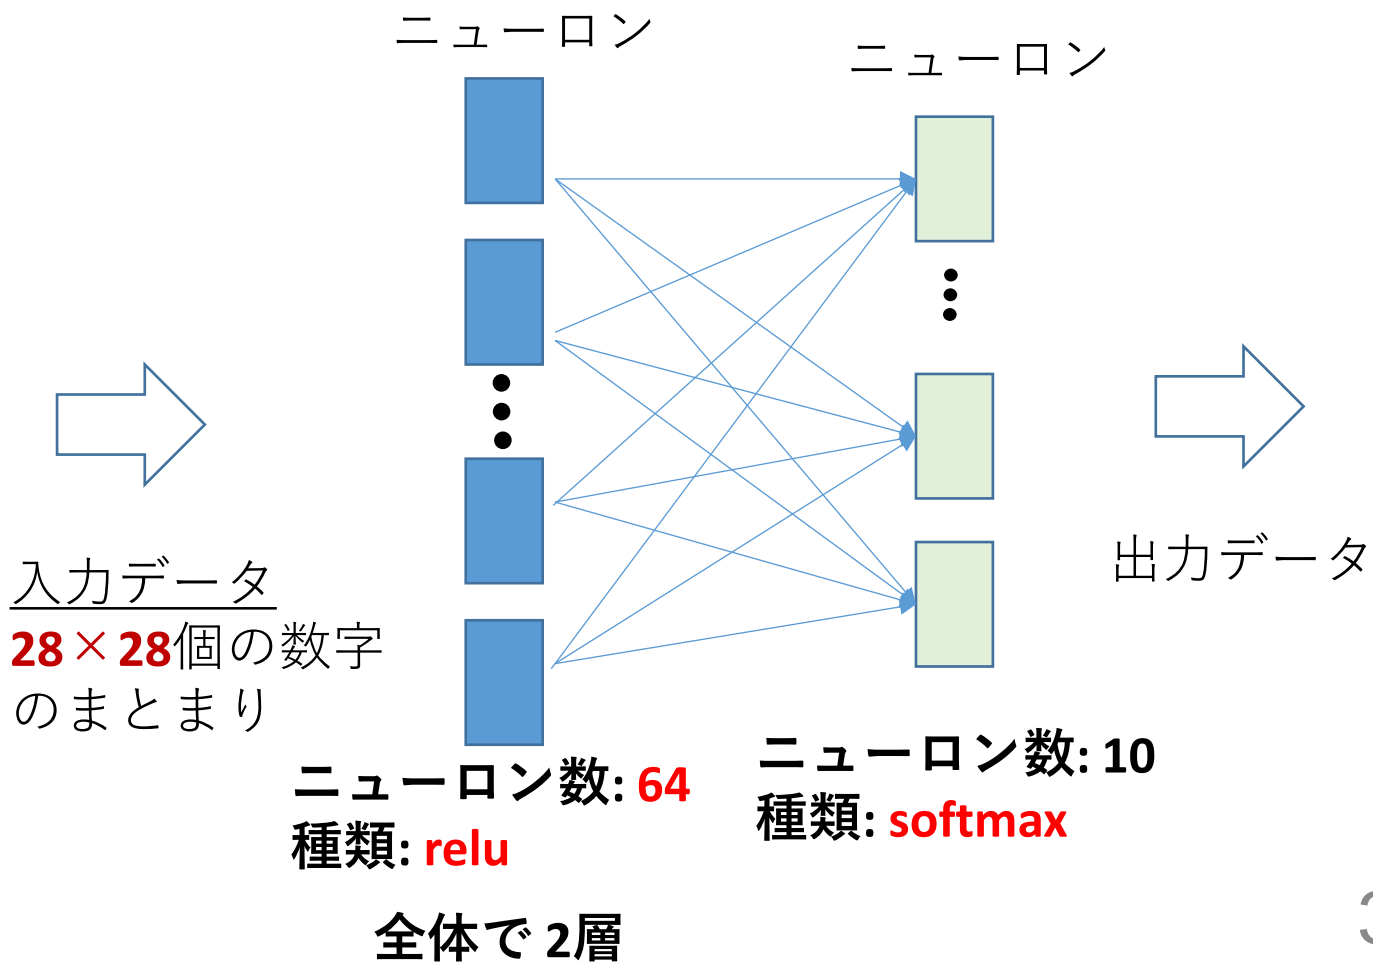 ニューロン
ニューロン
入力データ
28×28個の数字
のまとまり
出力データ
ニューロン数: 64
種類: relu
ニューロン数: 10
種類: softmax
全体で 2層